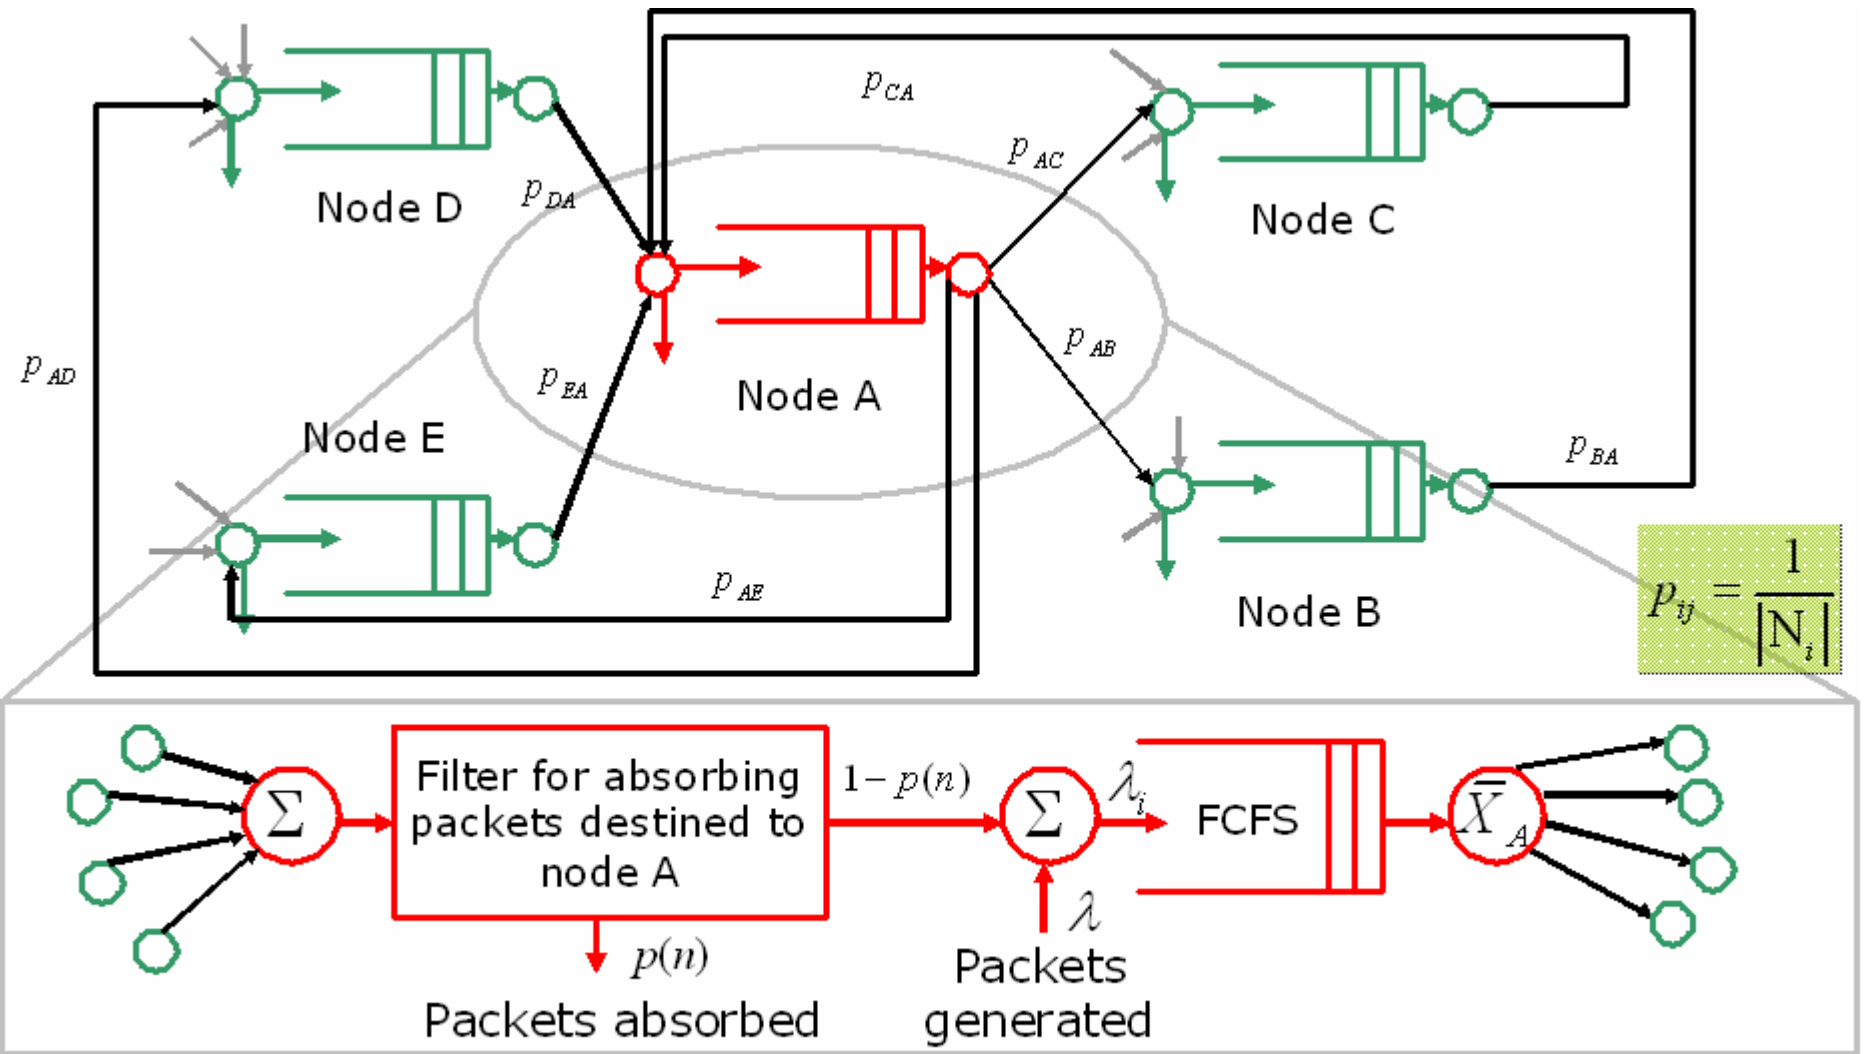 p_CA
p_AC
p_DA
Node D
Node C
p_AB
p_AD
p_EA
Node A
Node E
p_BA
p_AE
Node B
p_ij = 1/|N_i|
Filter for absorbing
packets destined to
node A
1 − p(n)
Σ
Σ
λ_i
FCFS
X̅_A
λ
p(n)
Packets absorbed
Packets
generated